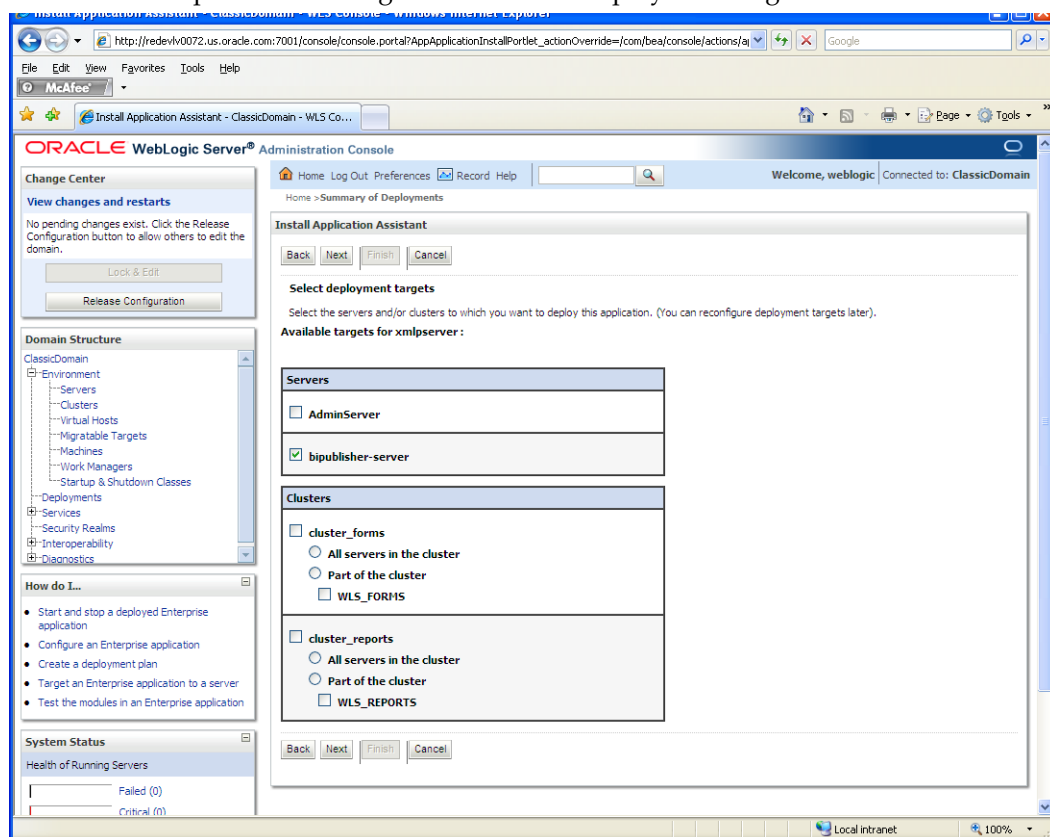 Install Application Assistant - ClassicDomain - WLS Console - Windows Internet Explorer
http://redevlv0072.us.oracle.com:7001/console/console.portal?AppApplicationInstallPortlet_actionOverride=/com/bea/console/actions/a
Google
File Edit View Favorites Tools Help
McAfee
Install Application Assistant - ClassicDomain - WLS Co...
Page Tools
ORACLE WebLogic Server® Administration Console
Change Center
View changes and restarts
No pending changes exist. Click the Release
Configuration button to allow others to edit the
domain.
Lock & Edit
Release Configuration
Domain Structure
ClassicDomain
Environment
Servers
Clusters
Virtual Hosts
Migratable Targets
Machines
Work Managers
Startup & Shutdown Classes
Deployments
Services
Security Realms
Interoperability
Diagnostics
How do I...
Start and stop a deployed Enterprise
application
Configure an Enterprise application
Create a deployment plan
Target an Enterprise application to a server
Test the modules in an Enterprise application
System Status
Health of Running Servers
Failed (0)
Critical (0)
Home Log Out Preferences Record Help
Welcome, weblogic Connected to: ClassicDomain
Home >Summary of Deployments
Install Application Assistant
Back Next Finish Cancel
Select deployment targets
Select the servers and/or clusters to which you want to deploy this application. (You can reconfigure deployment targets later).
Available targets for xmlpserver :
Servers
AdminServer
bipublisher-server
Clusters
cluster_forms
All servers in the cluster
Part of the cluster
WLS_FORMS
cluster_reports
All servers in the cluster
Part of the cluster
WLS_REPORTS
Back Next Finish Cancel
Local intranet
100%